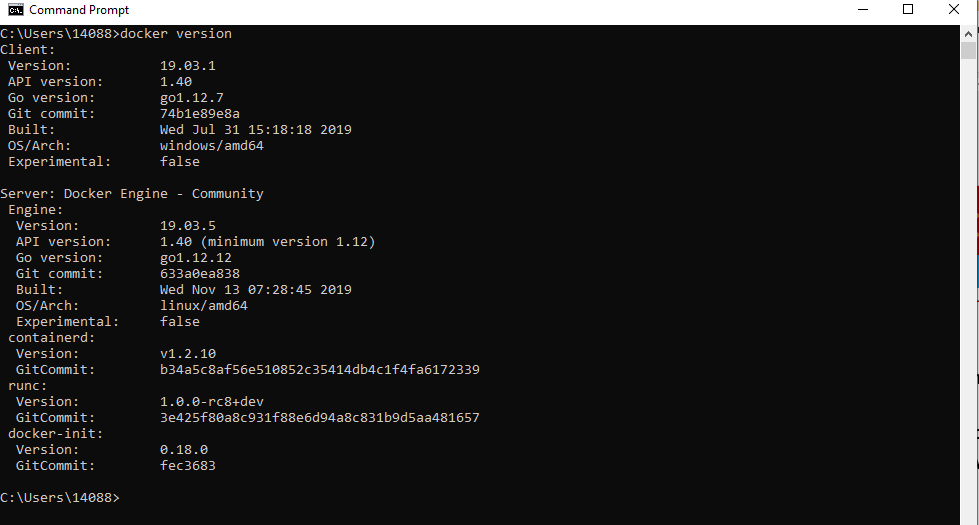 Command Prompt
C:\Users\14088>docker version
Client:
 Version:           19.03.1
 API version:       1.40
 Go version:        go1.12.7
 Git commit:        74b1e89e8a
 Built:             Wed Jul 31 15:18:18 2019
 OS/Arch:           windows/amd64
 Experimental:      false

Server: Docker Engine - Community
 Engine:
  Version:          19.03.5
  API version:      1.40 (minimum version 1.12)
  Go version:       go1.12.12
  Git commit:       633a0ea838
  Built:            Wed Nov 13 07:28:45 2019
  OS/Arch:          linux/amd64
  Experimental:     false
 containerd:
  Version:          v1.2.10
  GitCommit:        b34a5c8af56e510852c35414db4c1f4fa6172339
 runc:
  Version:          1.0.0-rc8+dev
  GitCommit:        3e425f80a8c931f88e6d94a8c831b9d5aa481657
 docker-init:
  Version:          0.18.0
  GitCommit:        fec3683

C:\Users\14088>